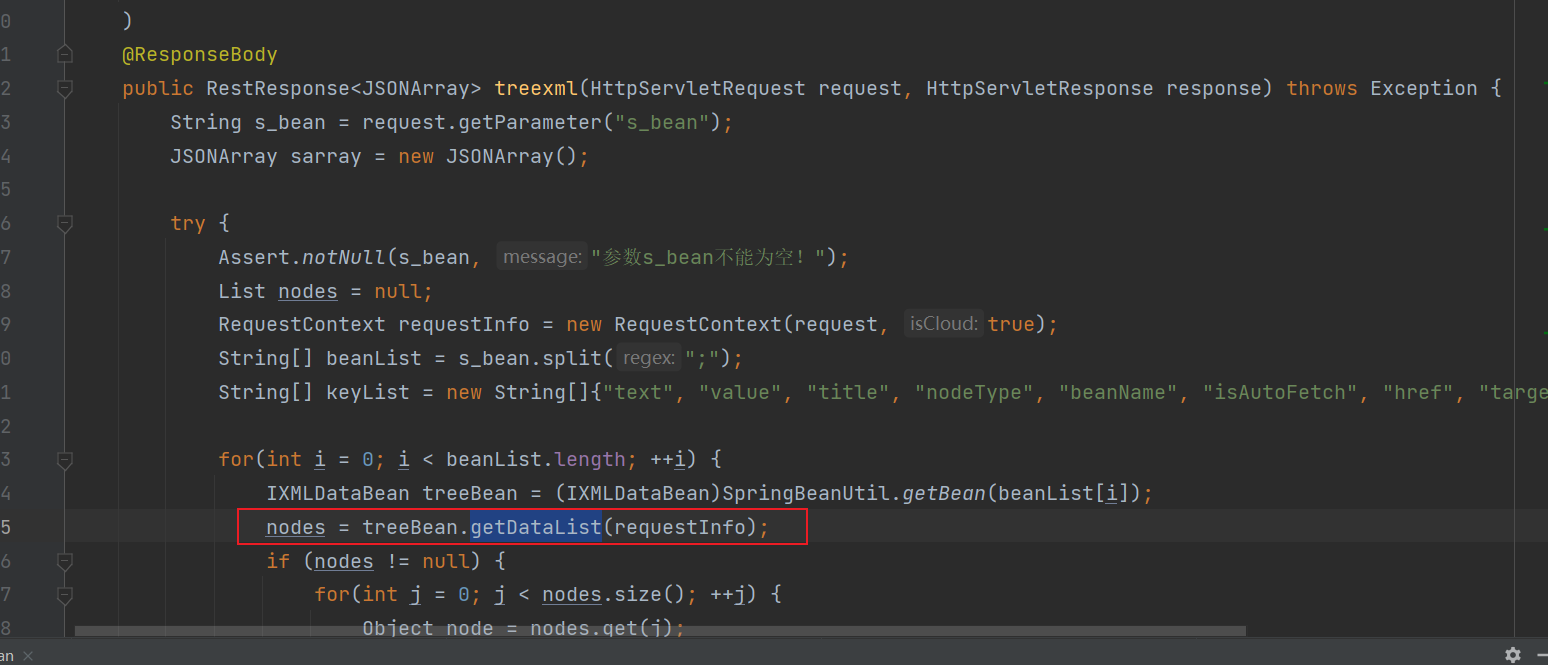 0 )
1 @ResponseBody
2 public RestResponse<JSONArray> treexml(HttpServletRequest request, HttpServletResponse response) throws Exception {
3 String s_bean = request.getParameter("s_bean");
4 JSONArray sarray = new JSONArray();
5
6 try {
7 Assert.notNull(s_bean, message: "参数s_bean不能为空！");
8 List nodes = null;
9 RequestContext requestInfo = new RequestContext(request, isCloud: true);
0 String[] beanList = s_bean.split( regex: ";");
1 String[] keyList = new String[]{"text", "value", "title", "nodeType", "beanName", "isAutoFetch", "href", "targe
2
3 for(int i = 0; i < beanList.length; ++i) {
4 IXMLDataBean treeBean = (IXMLDataBean)SpringBeanUtil.getBean(beanList[i]);
5 nodes = treeBean.getDataList(requestInfo);
6 if (nodes != null) {
7 for(int j = 0; j < nodes.size(); ++j) {
8 Object node = nodes.get(j);
an ×